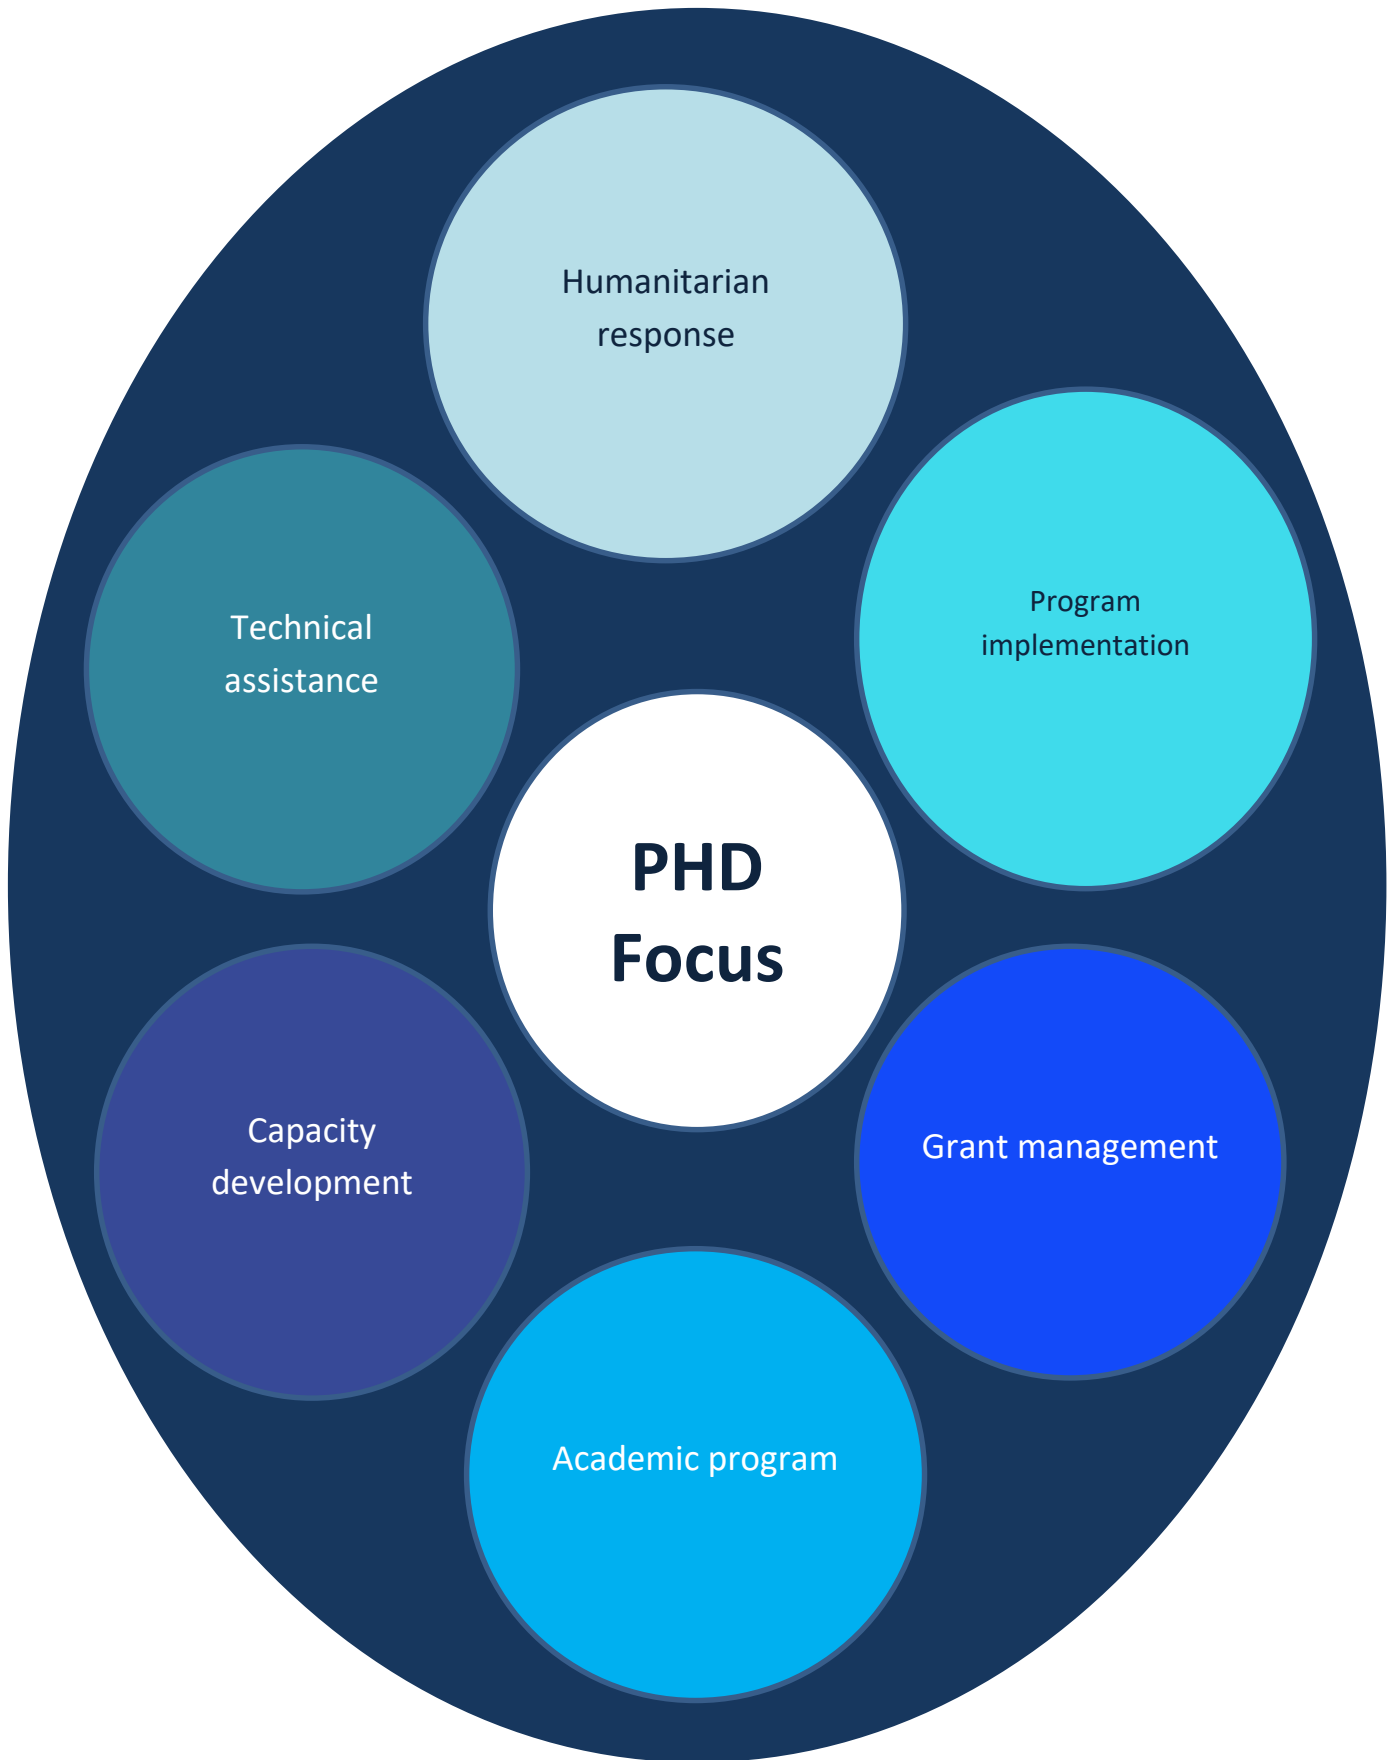 Humanitarian
response
Program
implementation
Technical
assistance
PHD
Focus
Capacity
development
Grant management
Academic program